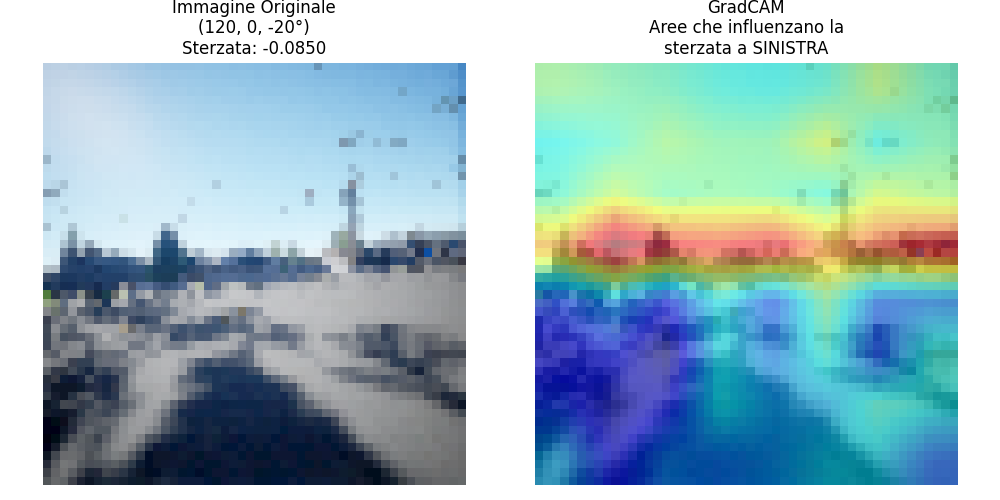 Immagine Originale
(120, 0, -20°)
Sterzata: -0.0850
GradCAM
Aree che influenzano la
sterzata a SINISTRA